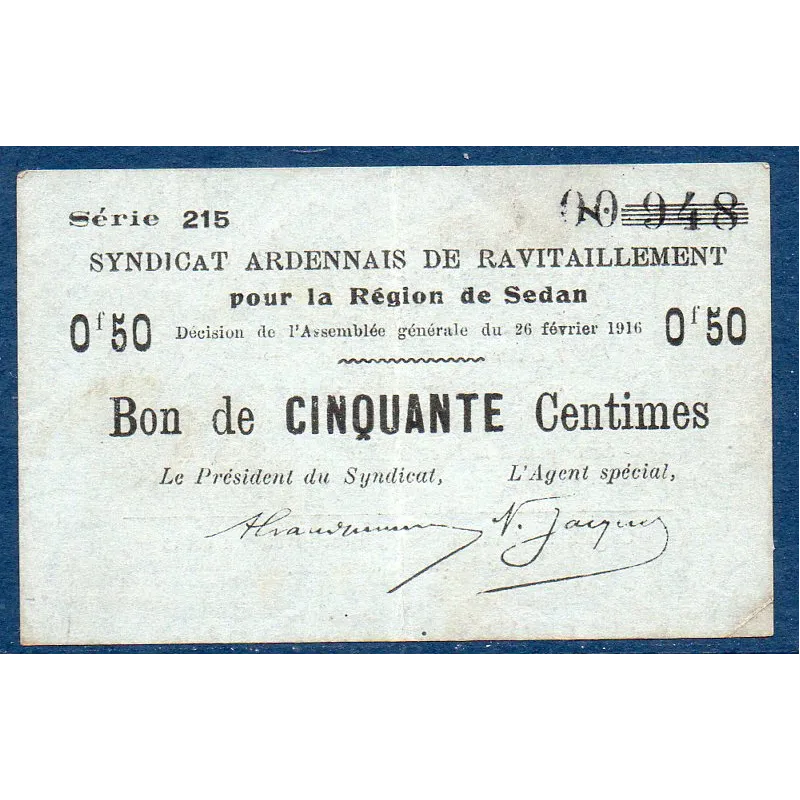 Série 215
00 948
SYNDICAT ARDENNAIS DE RAVITAILLEMENT
pour la Région de Sedan
0f50 Décision de l'Assemblée générale du 26 février 1916 0f50
Bon de CINQUANTE Centimes
Le Président du Syndicat, L'Agent spécial,
N. Jacques